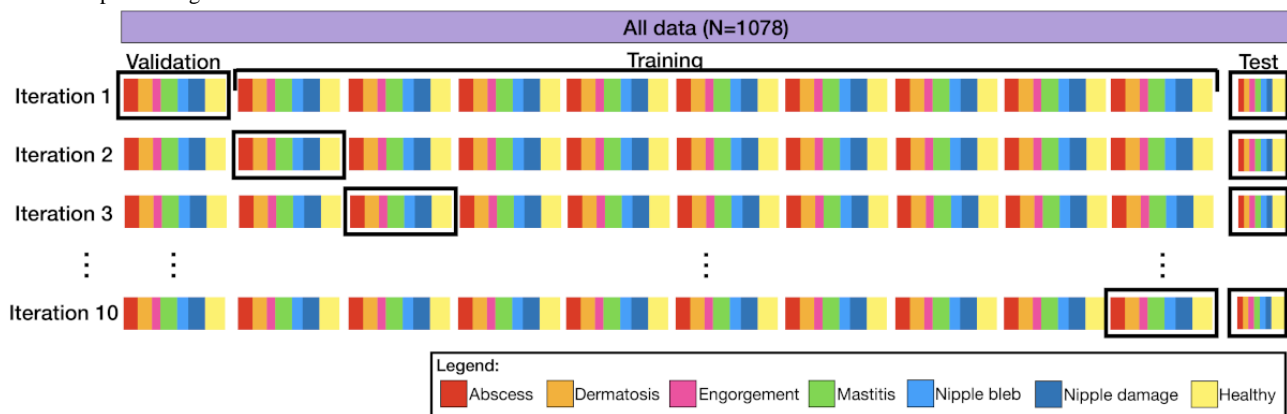 All data (N=1078)
Validation Training Test
Iteration 1
Iteration 2
Iteration 3
Iteration 10
Legend:
Abscess Dermatosis Engorgement Mastitis Nipple bleb Nipple damage Healthy